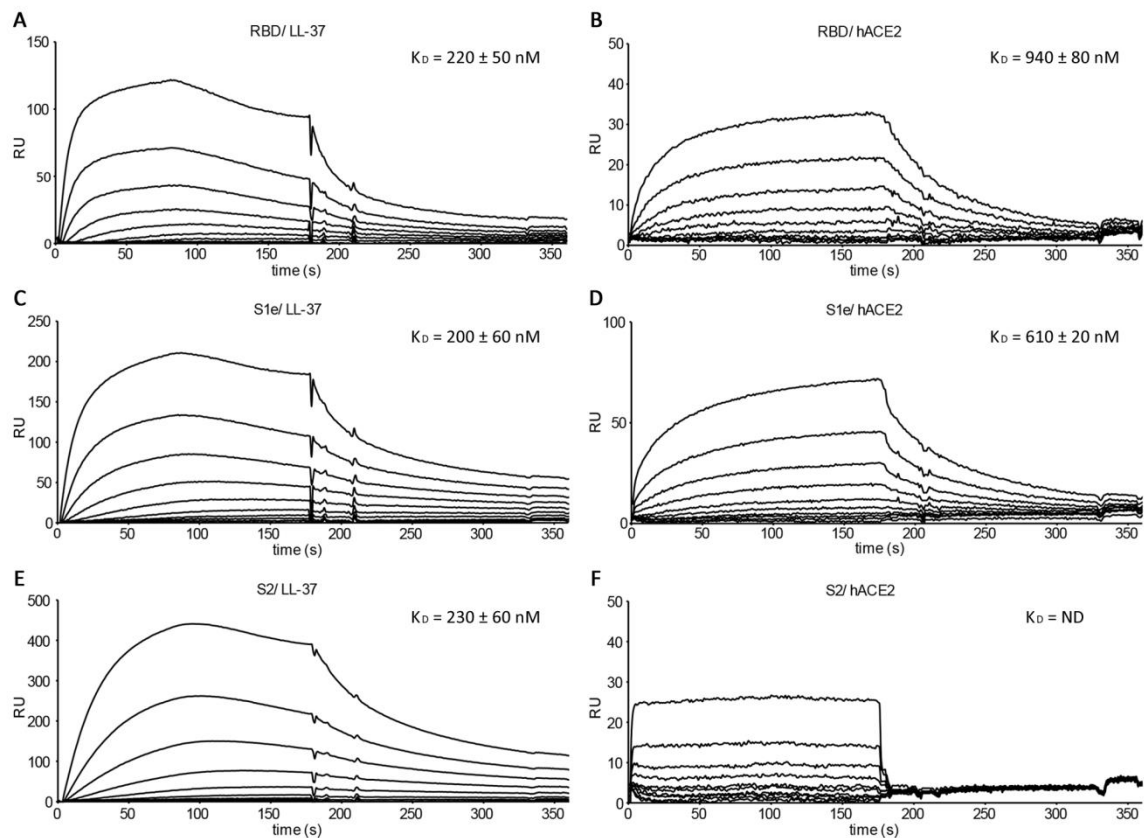 A
RBD/ LL-37
KD = 220 ± 50 nM
150
100
50
0
RU
0 50 100 150 200 250 300 350
time (s)
B
RBD/ hACE2
KD = 940 ± 80 nM
50
40
30
20
10
0
RU
0 50 100 150 200 250 300 350
time (s)
C
S1e/ LL-37
KD = 200 ± 60 nM
250
200
150
100
50
0
RU
0 50 100 150 200 250 300 350
time (s)
D
S1e/ hACE2
KD = 610 ± 20 nM
100
50
0
RU
0 50 100 150 200 250 300 350
time (s)
E
S2/ LL-37
KD = 230 ± 60 nM
500
400
300
200
100
0
RU
0 50 100 150 200 250 300 350
time (s)
F
S2/ hACE2
KD = ND
50
40
30
20
10
0
RU
0 50 100 150 200 250 300 350
time (s)